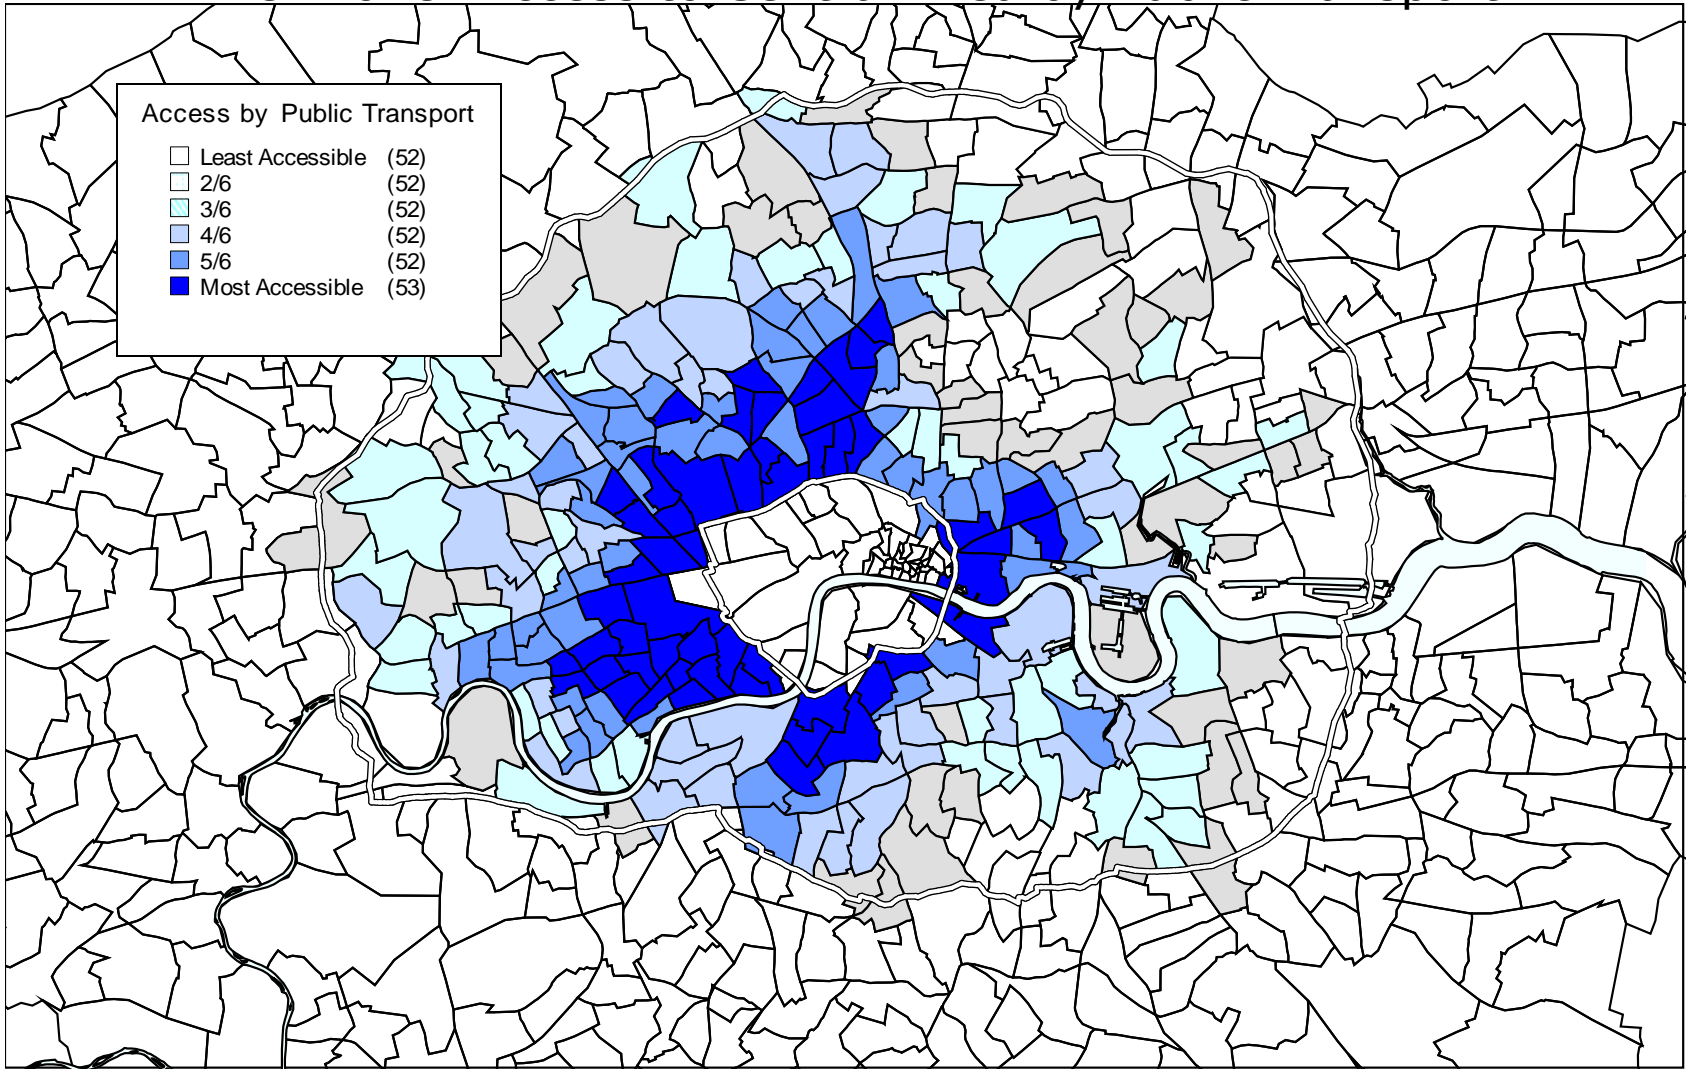 Access by Public Transport
Least Accessible (52)
2/6 (52)
3/6 (52)
4/6 (52)
5/6 (52)
Most Accessible (53)